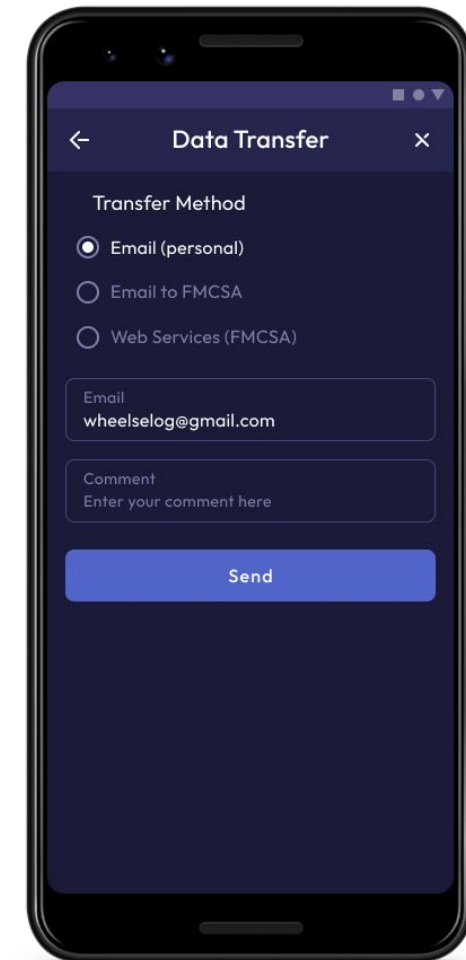 Data Transfer
Transfer Method
Email (personal)
Email to FMCSA
Web Services (FMCSA)
Email
wheelselog@gmail.com
Comment
Enter your comment here
Send